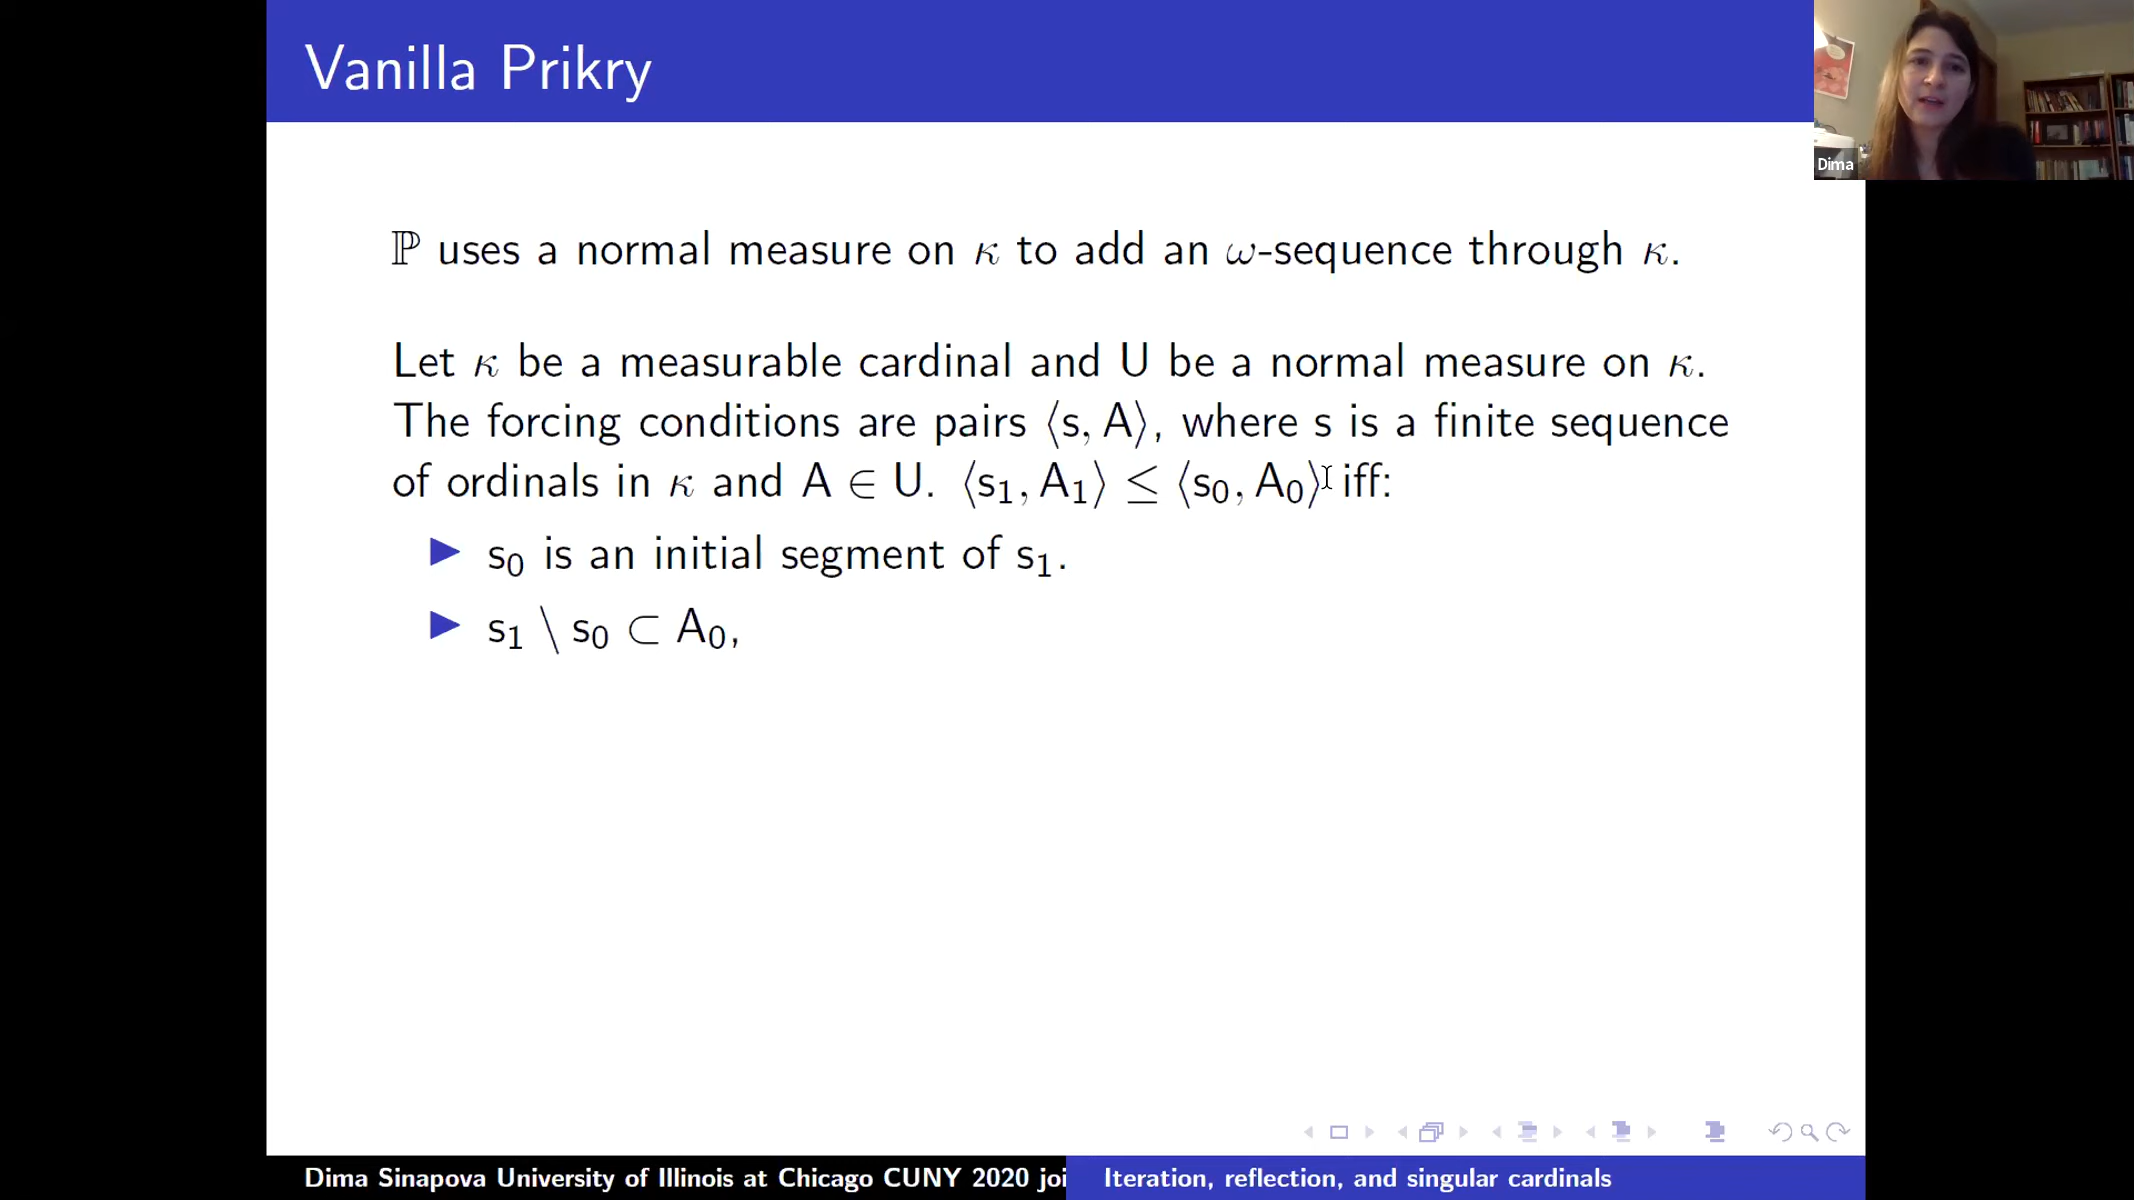 Vanilla Prikry
Dima
ℙ uses a normal measure on κ to add an ω-sequence through κ.
Let κ be a measurable cardinal and U be a normal measure on κ.
The forcing conditions are pairs ⟨s, A⟩, where s is a finite sequence
of ordinals in κ and A ∈ U. ⟨s₁, A₁⟩ ≤ ⟨s₀, A₀⟩ iff:
▶ s₀ is an initial segment of s₁.
▶ s₁ \ s₀ ⊂ A₀,
Dima Sinapova University of Illinois at Chicago CUNY 2020 joi
Iteration, reflection, and singular cardinals